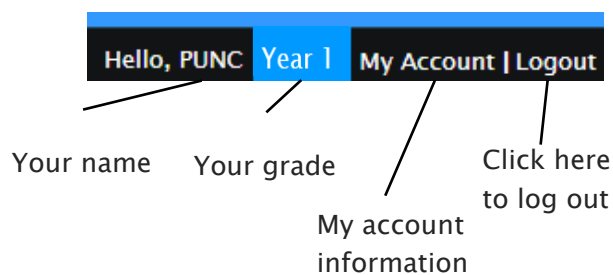 Hello, PUNC Year 1 My Account | Logout
Your name
Your grade
Click here
to log out
My account
information